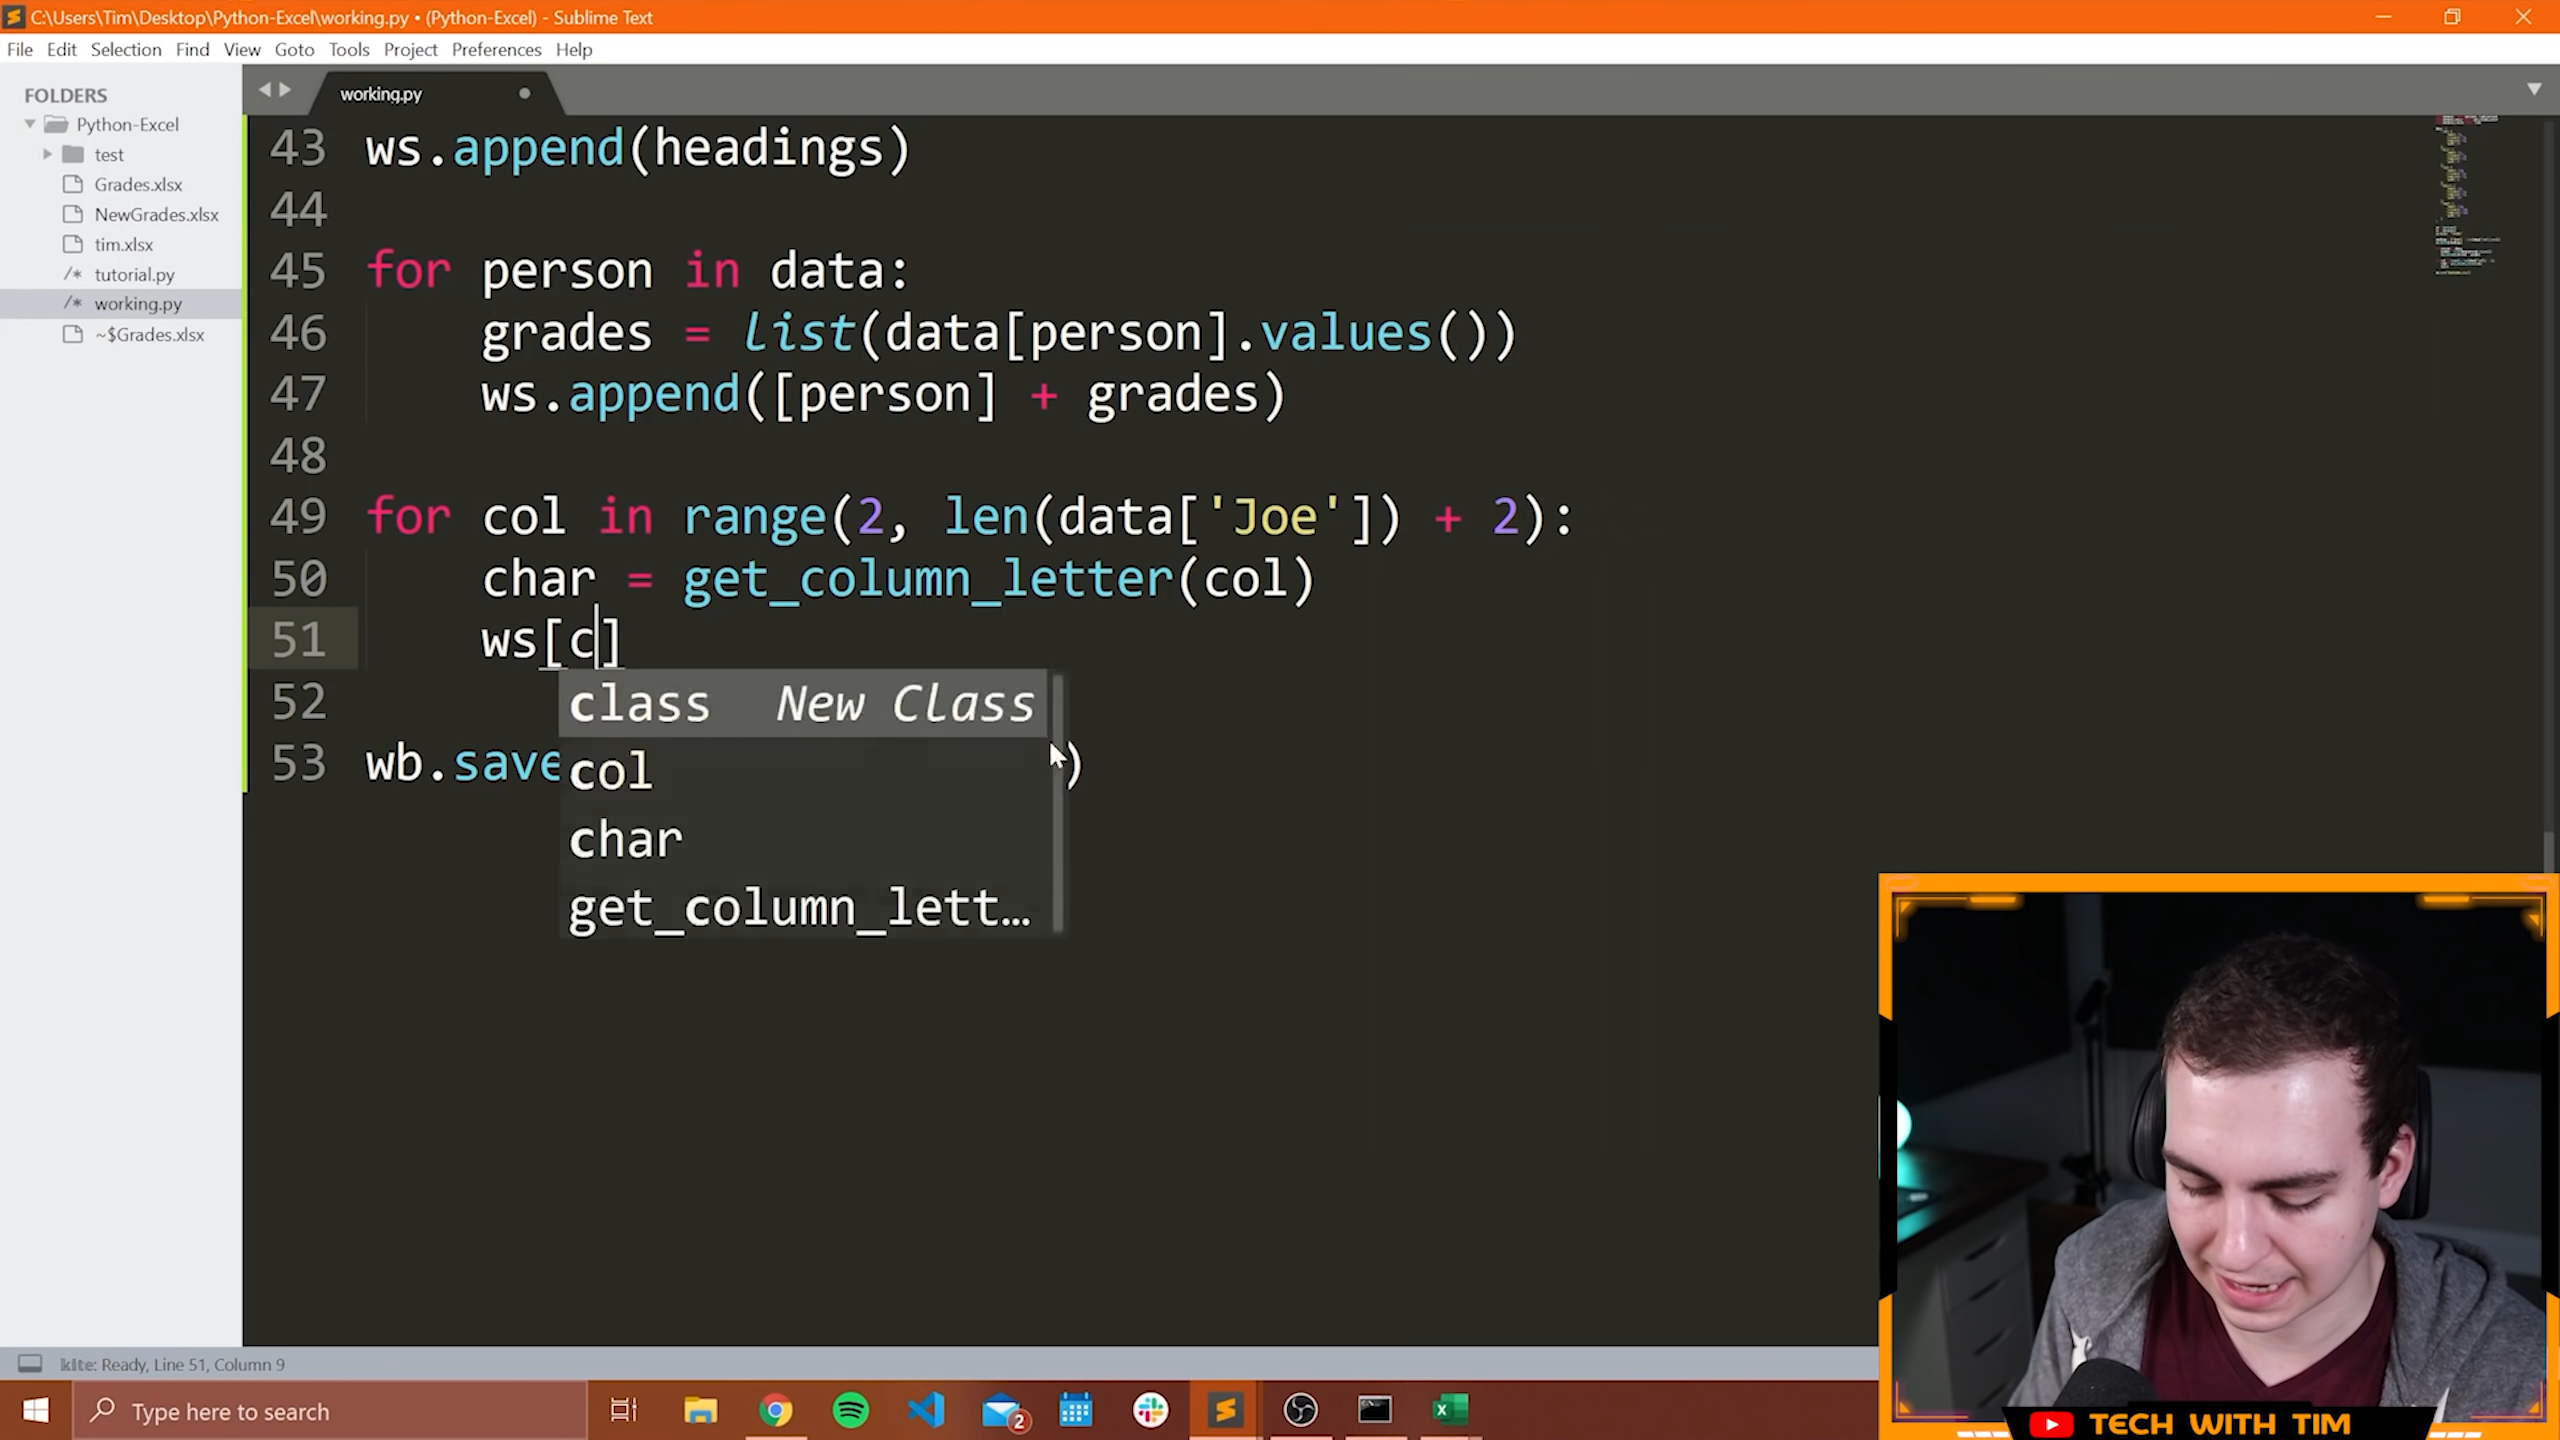 C:\Users\Tim\Desktop\Python-Excel\working.py • (Python-Excel) - Sublime Text
File Edit Selection Find View Goto Tools Project Preferences Help
FOLDERS
Python-Excel
test
Grades.xlsx
NewGrades.xlsx
tim.xlsx
tutorial.py
working.py
~$Grades.xlsx
working.py
43 ws.append(headings)
44
45 for person in data:
46 grades = list(data[person].values())
47 ws.append([person] + grades)
48
49 for col in range(2, len(data['Joe']) + 2):
50 char = get_column_letter(col)
51 ws[c]
52
53 wb.save )
class New Class
col
char
get_column_lett…
kite: Ready, Line 51, Column 9
Type here to search
2
TECH WITH TIM